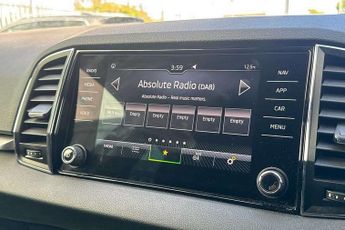 3:59
12.5°C
RADIO
MEDIA
PHONE
VOICE
NAV
APP
CAR
MENU
Absolute Radio (DAB)
Absolute Radio - Real music matters.
Empty Empty Empty Empty Empty